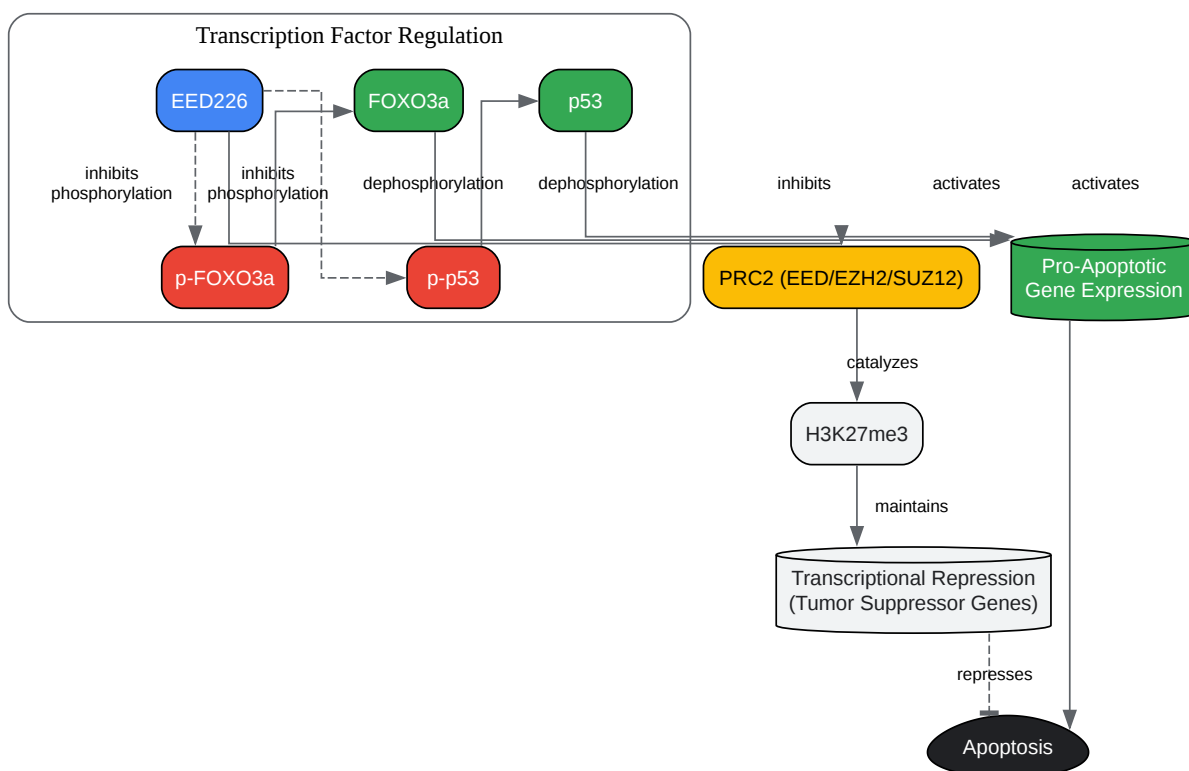 Transcription Factor Regulation
EED226
FOXO3a
p53
inhibits
phosphorylation
inhibits
phosphorylation
dephosphorylation
dephosphorylation
inhibits
activates
activates
p-FOXO3a
p-p53
PRC2 (EED/EZH2/SUZ12)
Pro-Apoptotic
Gene Expression
catalyzes
H3K27me3
maintains
Transcriptional Repression
(Tumor Suppressor Genes)
represses
Apoptosis